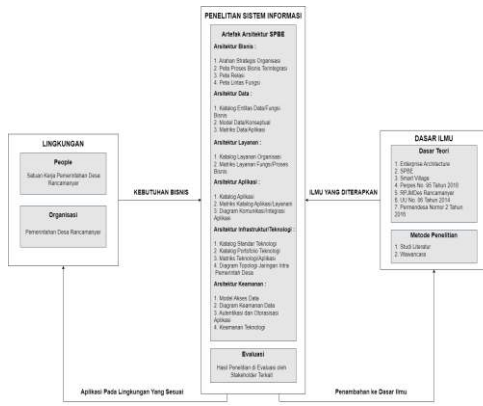 PENELITIAN SISTEM INFORMASI
Artefak Arsitektur SPBE
Arsitektur Bisnis :
1. Arahan Strategis Organisasi
2. Peta Proses Bisnis Terintegrasi
3. Peta Relasi
4. Peta Lintas Fungsi
Arsitektur Data :
1. Katalog Entitas Data/Fungsi
Bisnis
2. Model Data/Konseptual
3. Matriks Data/Aplikasi
Arsitektur Layanan :
1. Katalog Layanan Organisasi
2. Matriks Layanan Fungsi/Proses
Bisnis
Arsitektur Aplikasi :
1. Katalog Aplikasi
2. Matriks Katalog Aplikasi/Layanan
3. Diagram Komunikasi/Integrasi
Aplikasi
Arsitektur Infrastruktur/Teknologi :
1. Katalog Standar Teknologi
2. Katalog Portofolio Teknologi
3. Matriks Teknologi/Aplikasi
4. Diagram Topologi Jaringan Intra
Pemerintah Desa
Arsitektur Keamanan :
1. Model Akses Data
2. Diagram Keamanan Data
3. Autentikasi dan Otorasasi
Aplikasi
4. Keamanan Teknologi
Evaluasi
Hasil Penelitian di Evaluasi oleh
Stakeholder Terkait
LINGKUNGAN
People
Satuan Kerja Pemerintahan Desa
Rancamanyar
Organisasi
Pemerintahan Desa Rancamanyar
KEBUTUHAN BISNIS
ILMU YANG DITERAPKAN
DASAR ILMU
Dasar Teori
1. Enterprise Architecture
2. SPBE
3. Smart Village
4. Perpes No. 95 Tahun 2018
5. RPJMDes Rancamanyar
6. UU No. 06 Tahun 2014
7. Permendesa Nomor 2 Tahun
2016
Metode Penelitian
1. Studi Literatur
2. Wawancara
Aplikasi Pada Lingkungan Yang Sesuai
Penambahan ke Dasar Ilmu